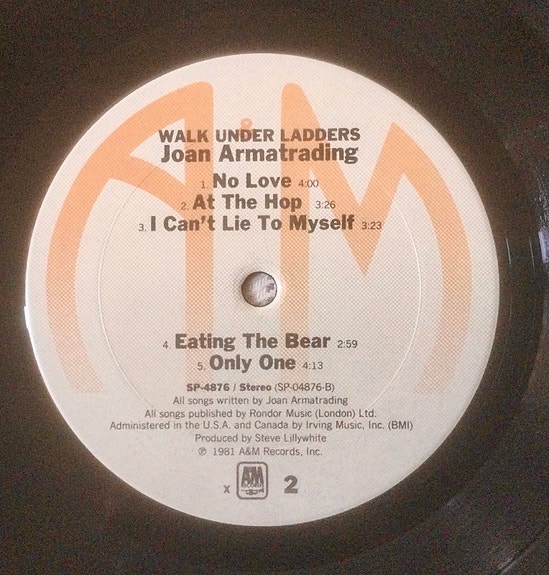 A&M
WALK UNDER LADDERS
Joan Armatrading
1. No Love 4:00
2. At The Hop 3:26
3. I Can't Lie To Myself 3:23
4 Eating The Bear 2:59
5. Only One 4:13
SP-4876 / Stereo (SP-04876-B)
All songs written by Joan Armatrading
All songs published by Rondor Music (London) Ltd.
Administered in the U.S.A. and Canada by Irving Music, Inc. (BMI)
Produced by Steve Lillywhite
℗ 1981 A&M Records, Inc.
x A&M RECORDS 2